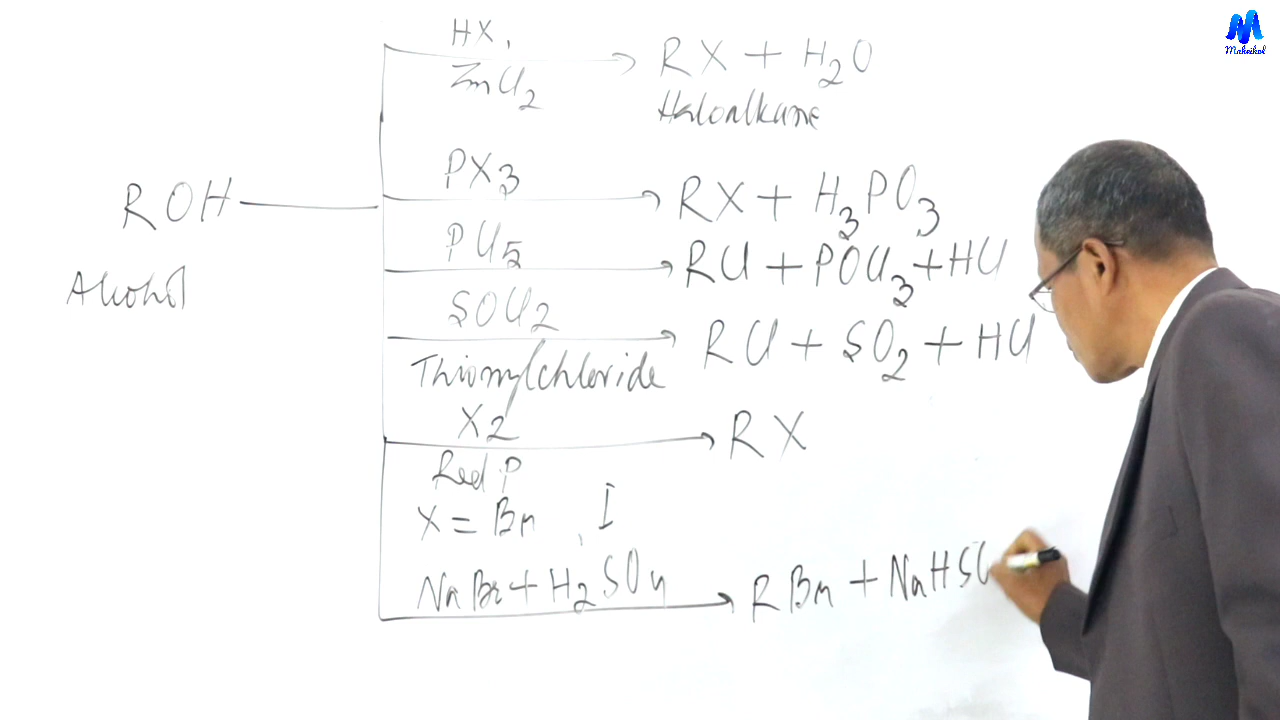 Makeikol
HX,
ZnCl2
RX + H2O
Haloalkane
ROH
Alcohol
PX3
RX + H3PO3
PCl5
RCl + POCl3 + HCl
SOCl2
Thionylchloride
RCl + SO2 + HCl
X2
Red P
RX
X = Br, I
NaBr + H2SO4
RBr + NaHSO